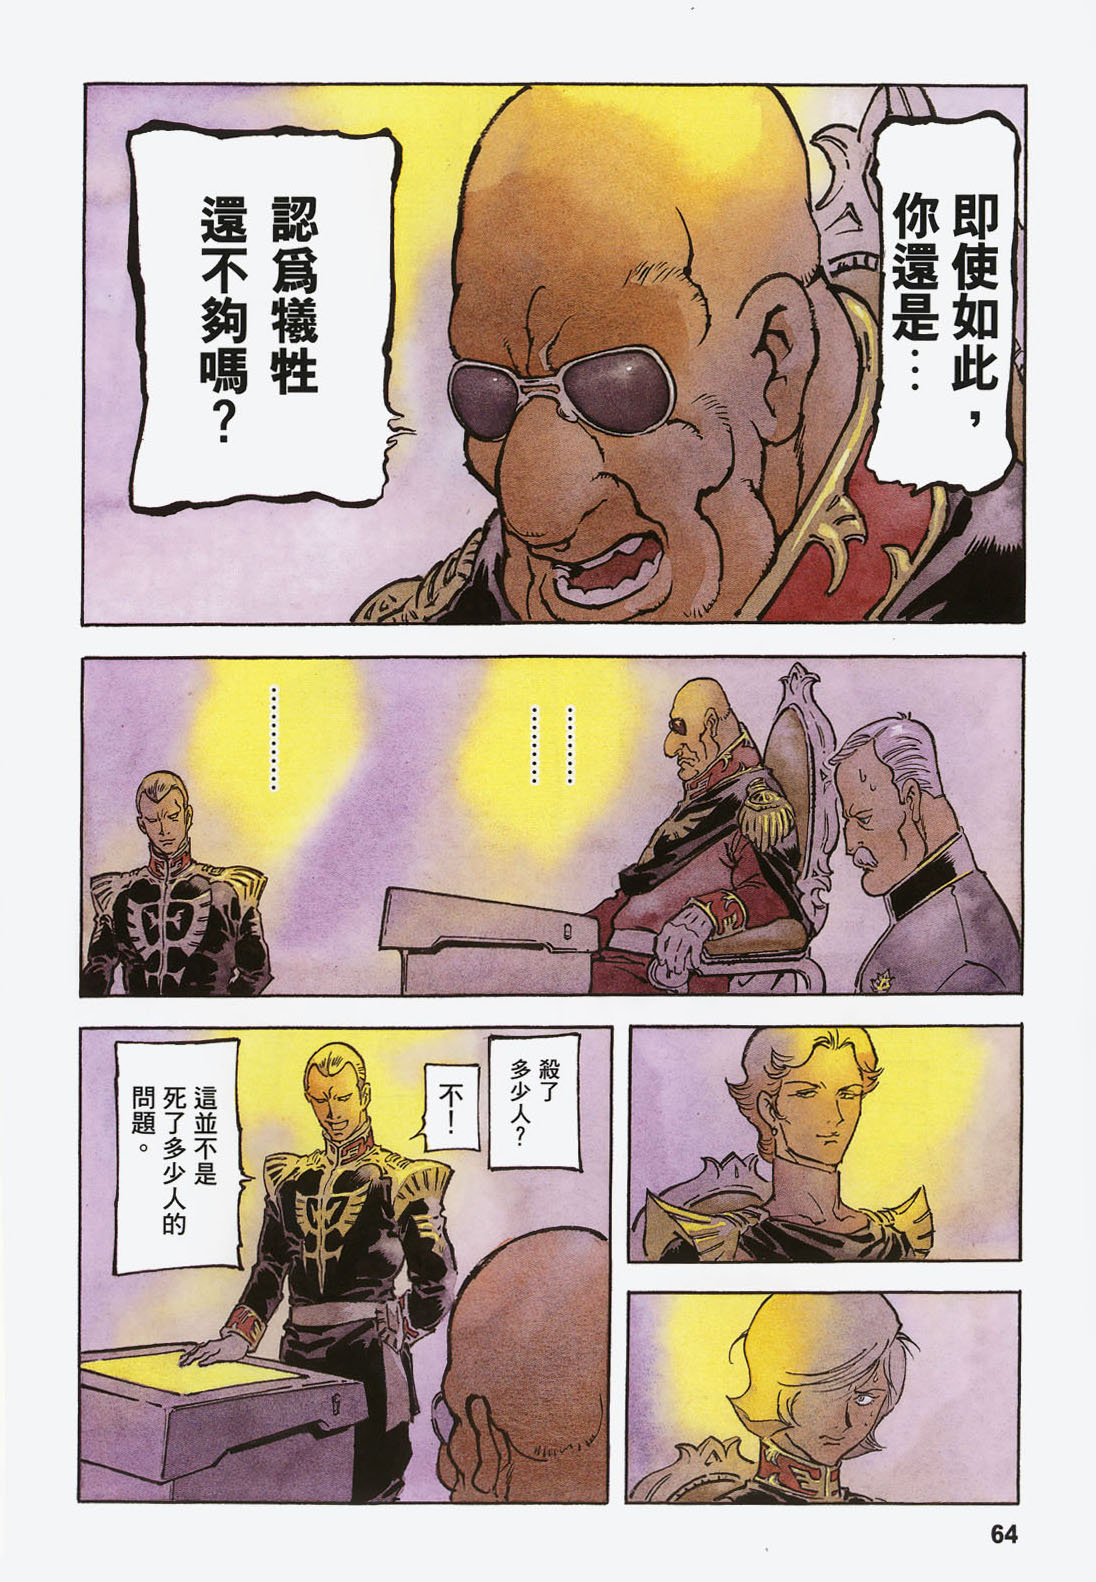 即使如此，
你還是…
認爲犧牲
還不夠嗎？
…………
…………
…………
殺了
多少人？
不！
這並不是
死了多少人的
問題。
64